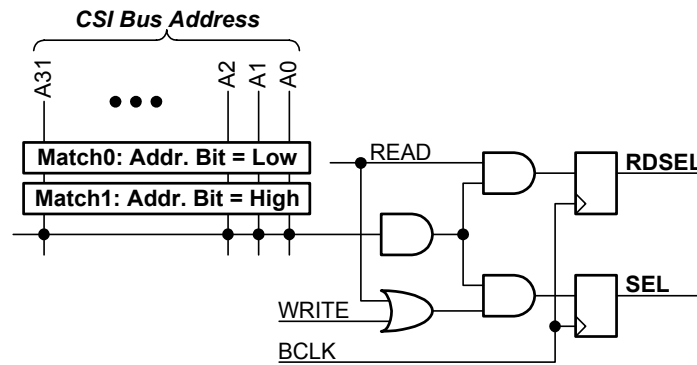 CSI Bus Address
A31
A2
A1
A0
Match0: Addr. Bit = Low
Match1: Addr. Bit = High
READ
RDSEL
SEL
WRITE
BCLK